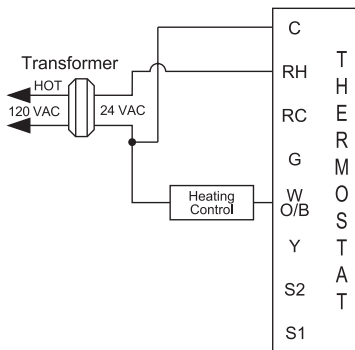 Transformer
HOT
120 VAC
24 VAC
Heating
Control
C
RH
RC
G
W
O/B
Y
S2
S1
THERMOSTAT